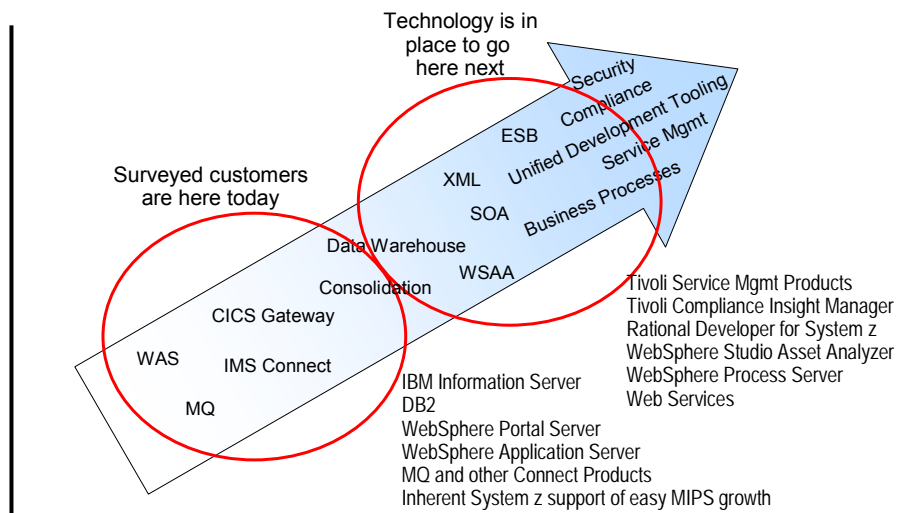 Technology is in
place to go
here next
Security
Compliance
Unified Development Tooling
Service Mgmt
Business Processes
ESB
XML
SOA
WSAA
Surveyed customers
are here today
Data Warehouse
Consolidation
CICS Gateway
WAS
IMS Connect
MQ
Tivoli Service Mgmt Products
Tivoli Compliance Insight Manager
Rational Developer for System z
WebSphere Studio Asset Analyzer
WebSphere Process Server
Web Services
IBM Information Server
DB2
WebSphere Portal Server
WebSphere Application Server
MQ and other Connect Products
Inherent System z support of easy MIPS growth